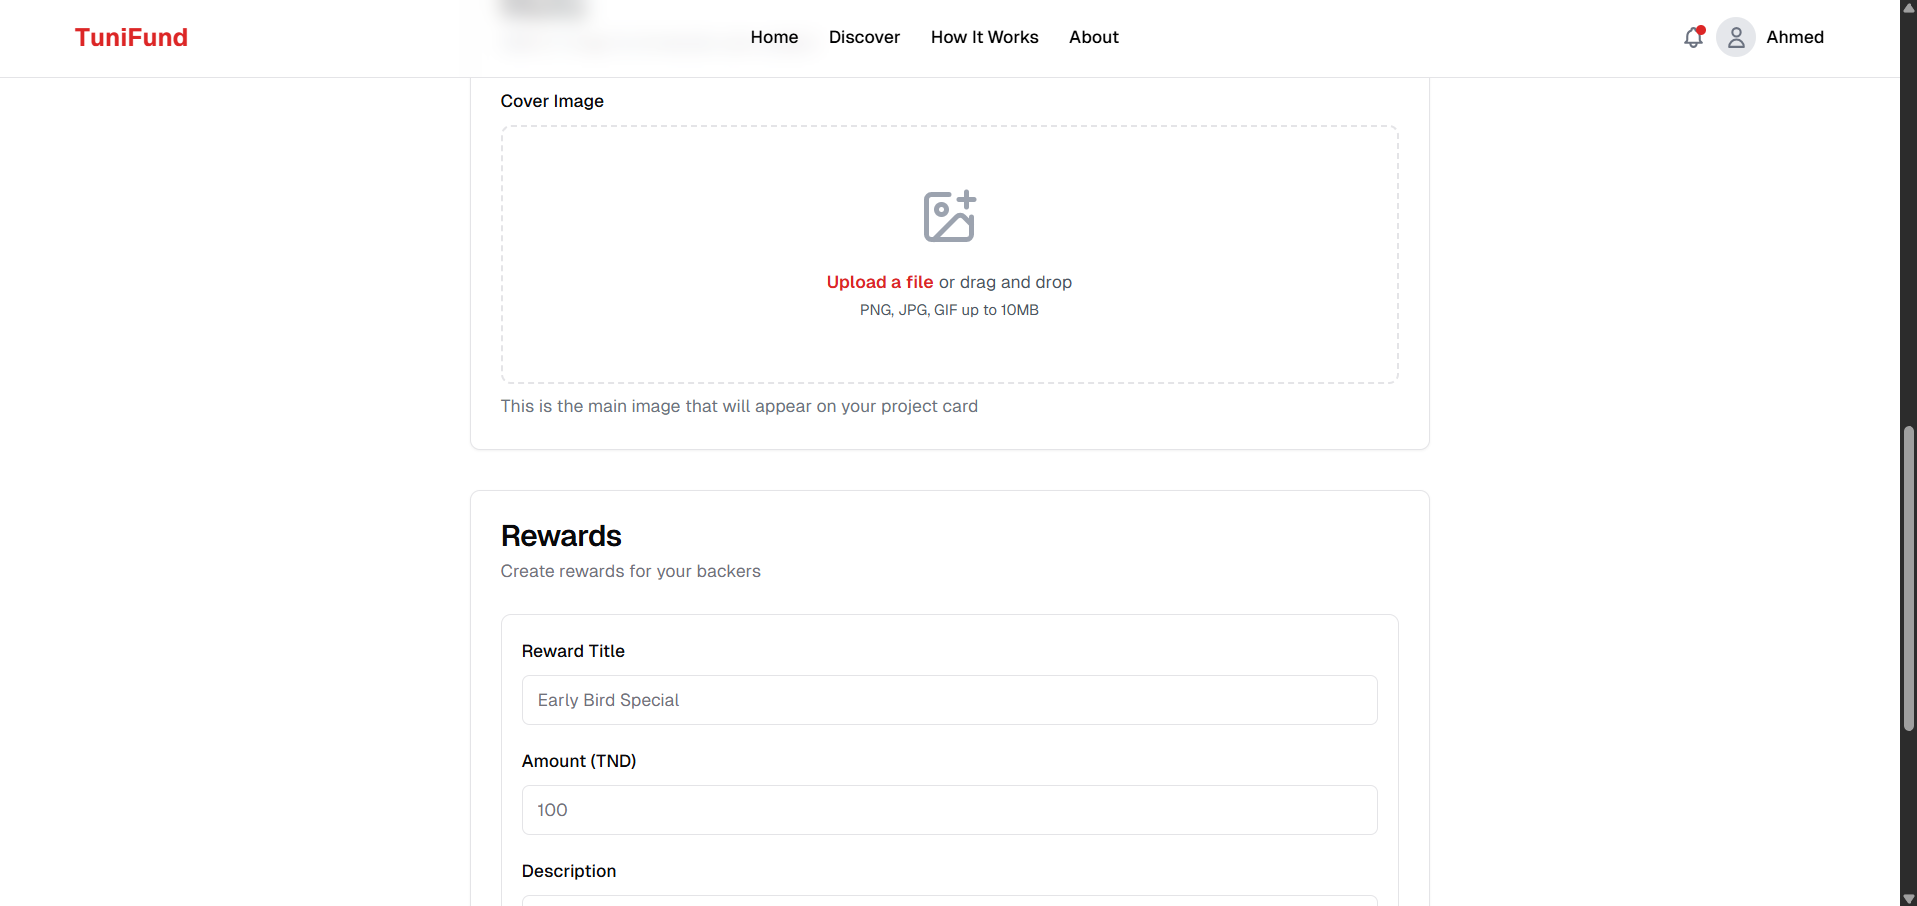 TuniFund
Home Discover How It Works About
Ahmed
Cover Image
Upload a file or drag and drop
PNG, JPG, GIF up to 10MB
This is the main image that will appear on your project card
Rewards
Create rewards for your backers
Reward Title
Early Bird Special
Amount (TND)
100
Description